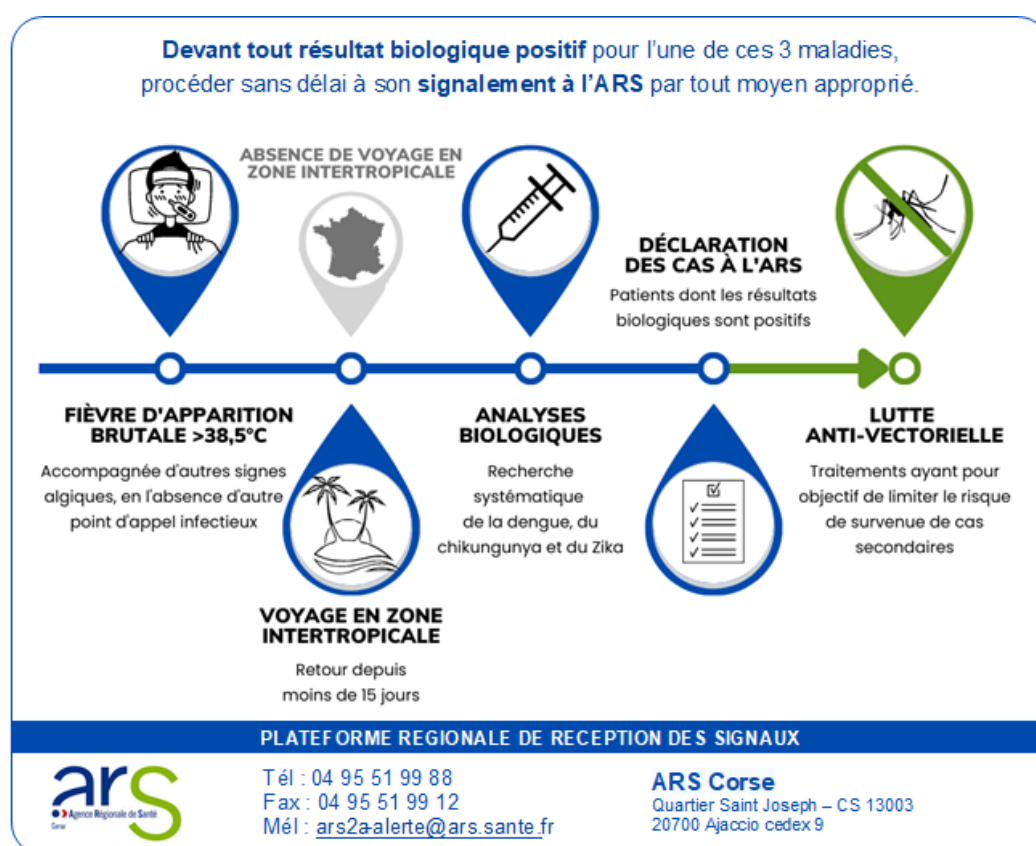 Devant tout résultat biologique positif pour l'une de ces 3 maladies,
procéder sans délai à son signalement à l'ARS par tout moyen approprié.
ABSENCE DE VOYAGE EN
ZONE INTERTROPICALE
DÉCLARATION
DES CAS À L'ARS
Patients dont les résultats
biologiques sont positifs
FIÈVRE D'APPARITION
BRUTALE >38,5°C
Accompagnée d'autres signes
algiques, en l'absence d'autre
point d'appel infectieux
VOYAGE EN ZONE
INTERTROPICALE
Retour depuis
moins de 15 jours
ANALYSES
BIOLOGIQUES
Recherche
systématique
de la dengue, du
chikungunya et du Zika
LUTTE
ANTI-VECTORIELLE
Traitements ayant pour
objectif de limiter le risque
de survenue de cas
secondaires
PLATEFORME REGIONALE DE RECEPTION DES SIGNAUX
ars
Agence Régionale de Santé
Corse
Tél : 04 95 51 99 88
Fax : 04 95 51 99 12
Mél : ars2a-alerte@ars.sante.fr
ARS Corse
Quartier Saint Joseph – CS 13003
20700 Ajaccio cedex 9